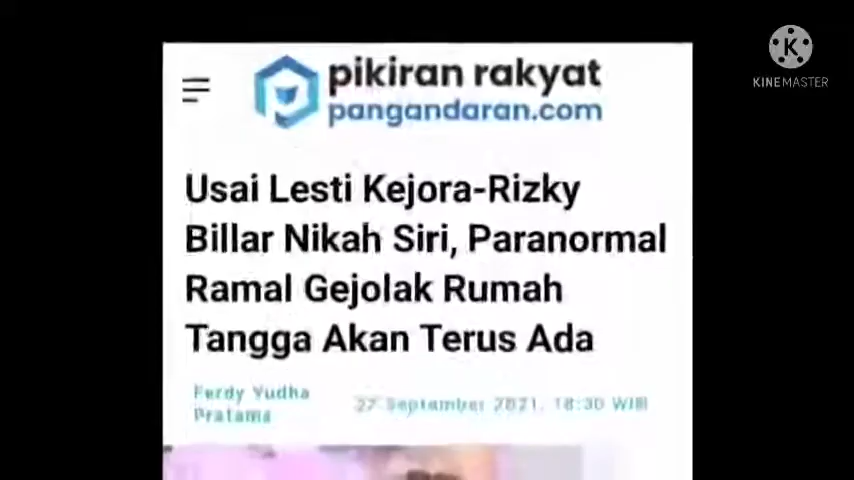 K
KINEMASTER
pikiran rakyat
pangandaran.com
Usai Lesti Kejora-Rizky
Billar Nikah Siri, Paranormal
Ramal Gejolak Rumah
Tangga Akan Terus Ada
Ferdy Yudha
Pratama
27 September 2021, 18:30 WIB